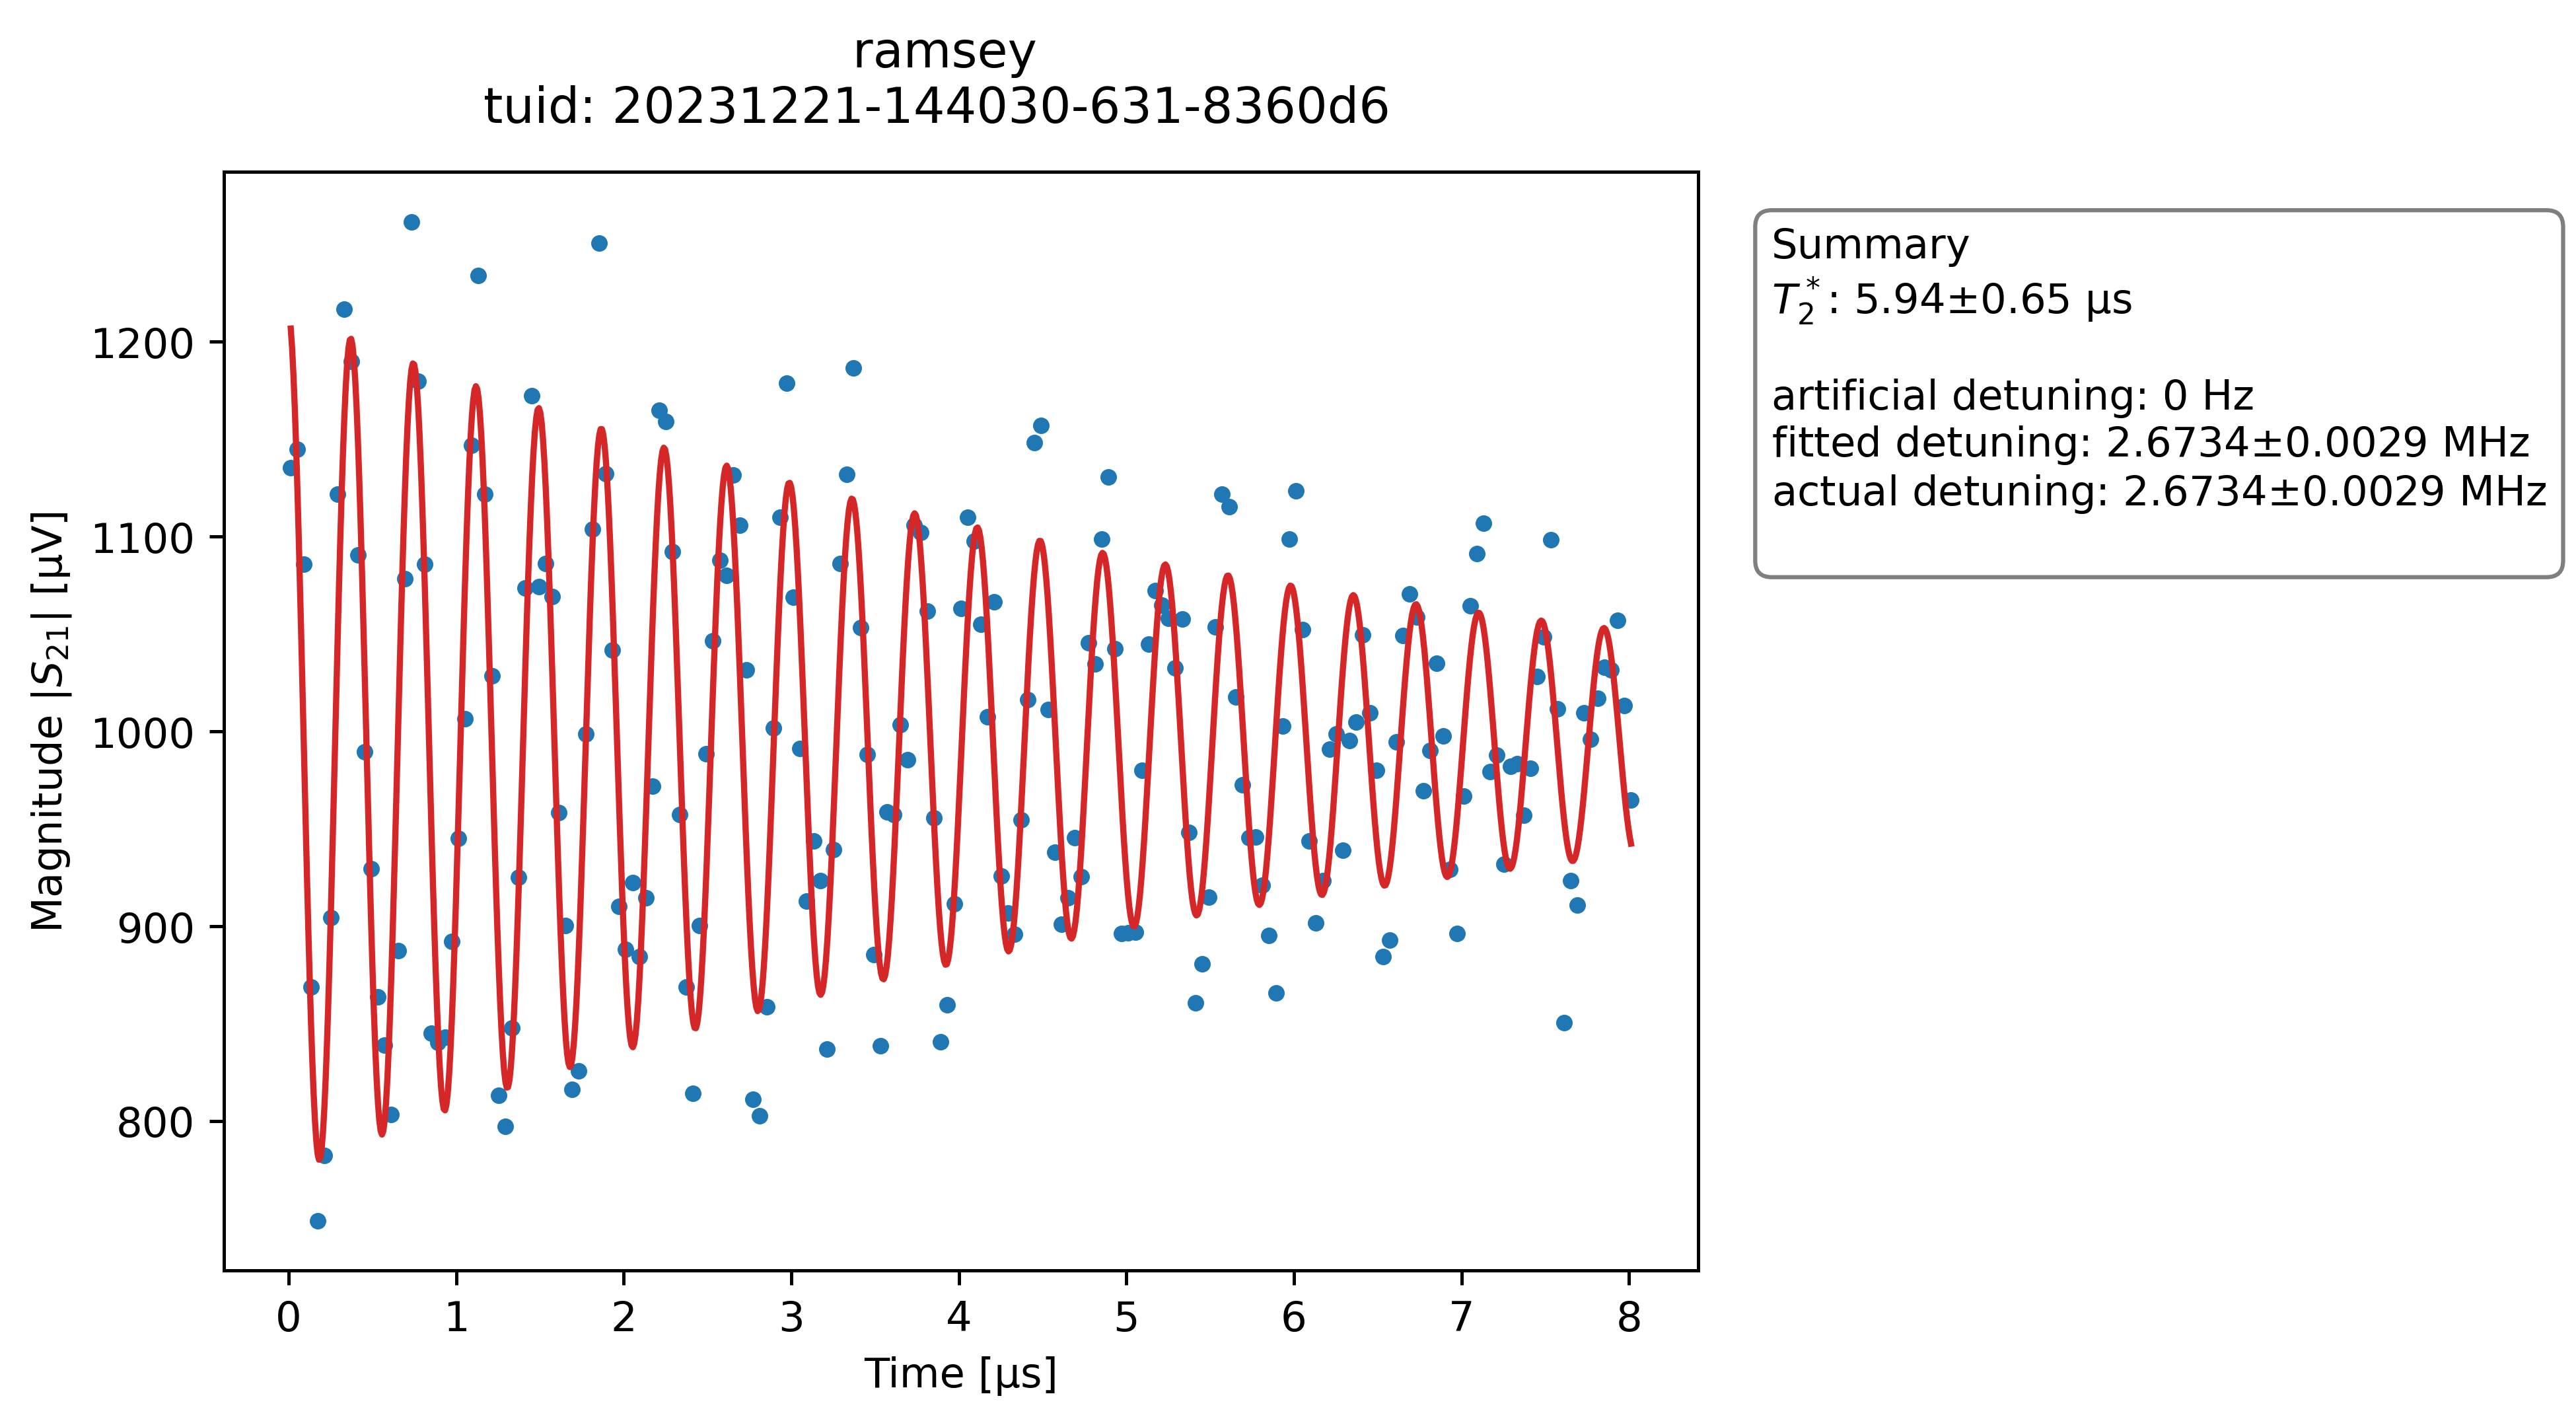 ramsey
tuid: 20231221-144030-631-8360d6
Magnitude |S₂₁| [µV]
1200
1100
1000
900
800
0 1 2 3 4 5 6 7 8
Time [µs]
Summary
T₂*: 5.94±0.65 µs
artificial detuning: 0 Hz
fitted detuning: 2.6734±0.0029 MHz
actual detuning: 2.6734±0.0029 MHz